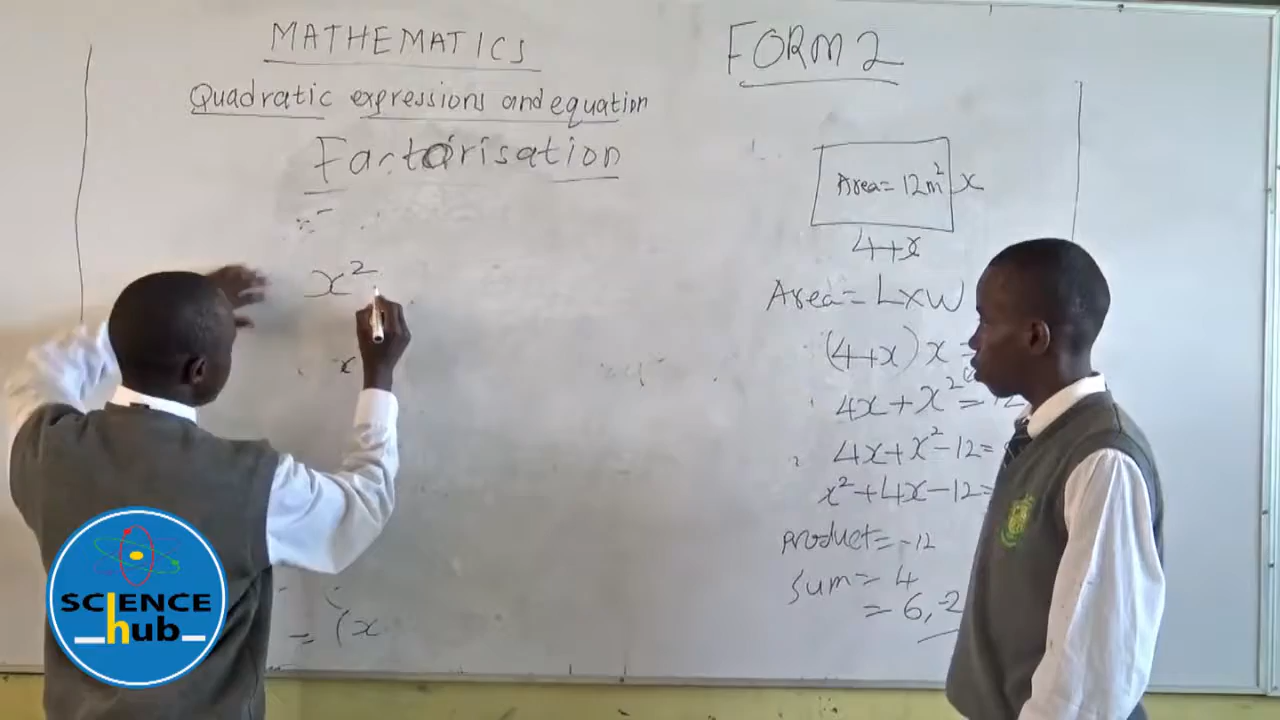 MATHEMATICS
Quadratic expressions and equation
Factorisation
x²
x
= (x
FORM 2
Area = 12m² x
4+x
Area = L×W
(4+x)x =
4x + x² = 12
4x + x² - 12 =
x² + 4x - 12 =
product = -12
sum = 4
= 6, -2
SCIENCE
hub